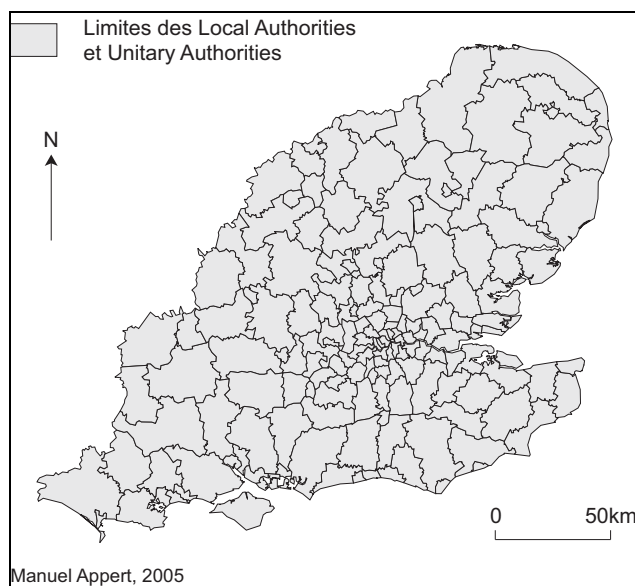 Limites des Local Authorities
et Unitary Authorities
N
0 50km
Manuel Appert, 2005